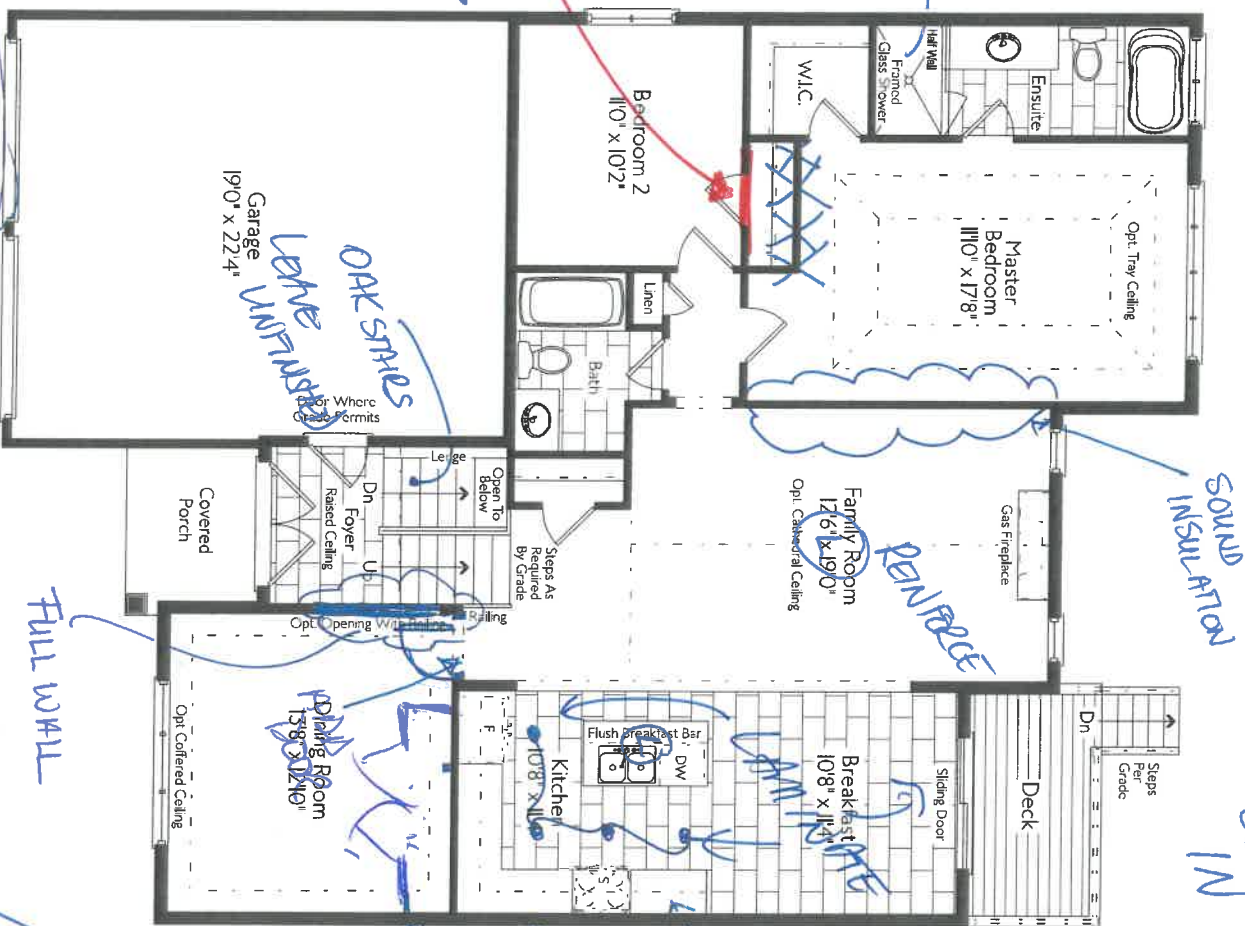 Half Wall
Framed
Glass Shower
Ensuite
W.I.C.
Opt. Tray Ceiling
Master
Bedroom
11'10" x 17'8"
Bedroom 2
11'0" x 10'2"
Linen
Bath
Garage
19'0" x 22'4"
LEAVE
UNFINISHED
OAK STAIRS
Door Where
Grade Permits
Ledge
Open To
Below
Dn
Foyer
Raised Ceiling
Up
Covered
Porch
Steps As
Required
By Grade
Family Room
12'6" x 19'0"
Opt. Cathedral Ceiling
REINFORCE
Gas Fireplace
SOUND
INSULATION
Opt. Opening With Railing
Railing
FULL WALL
Dining Room
13'8" x 12'10"
Opt Coffered Ceiling
F
Flush Breakfast Bar
DW
Kitchen
S
Breakfast
10'8" x 11'4"
LAMINATE
Sliding Door
Deck
Dn
Steps
Per
Grade
IN